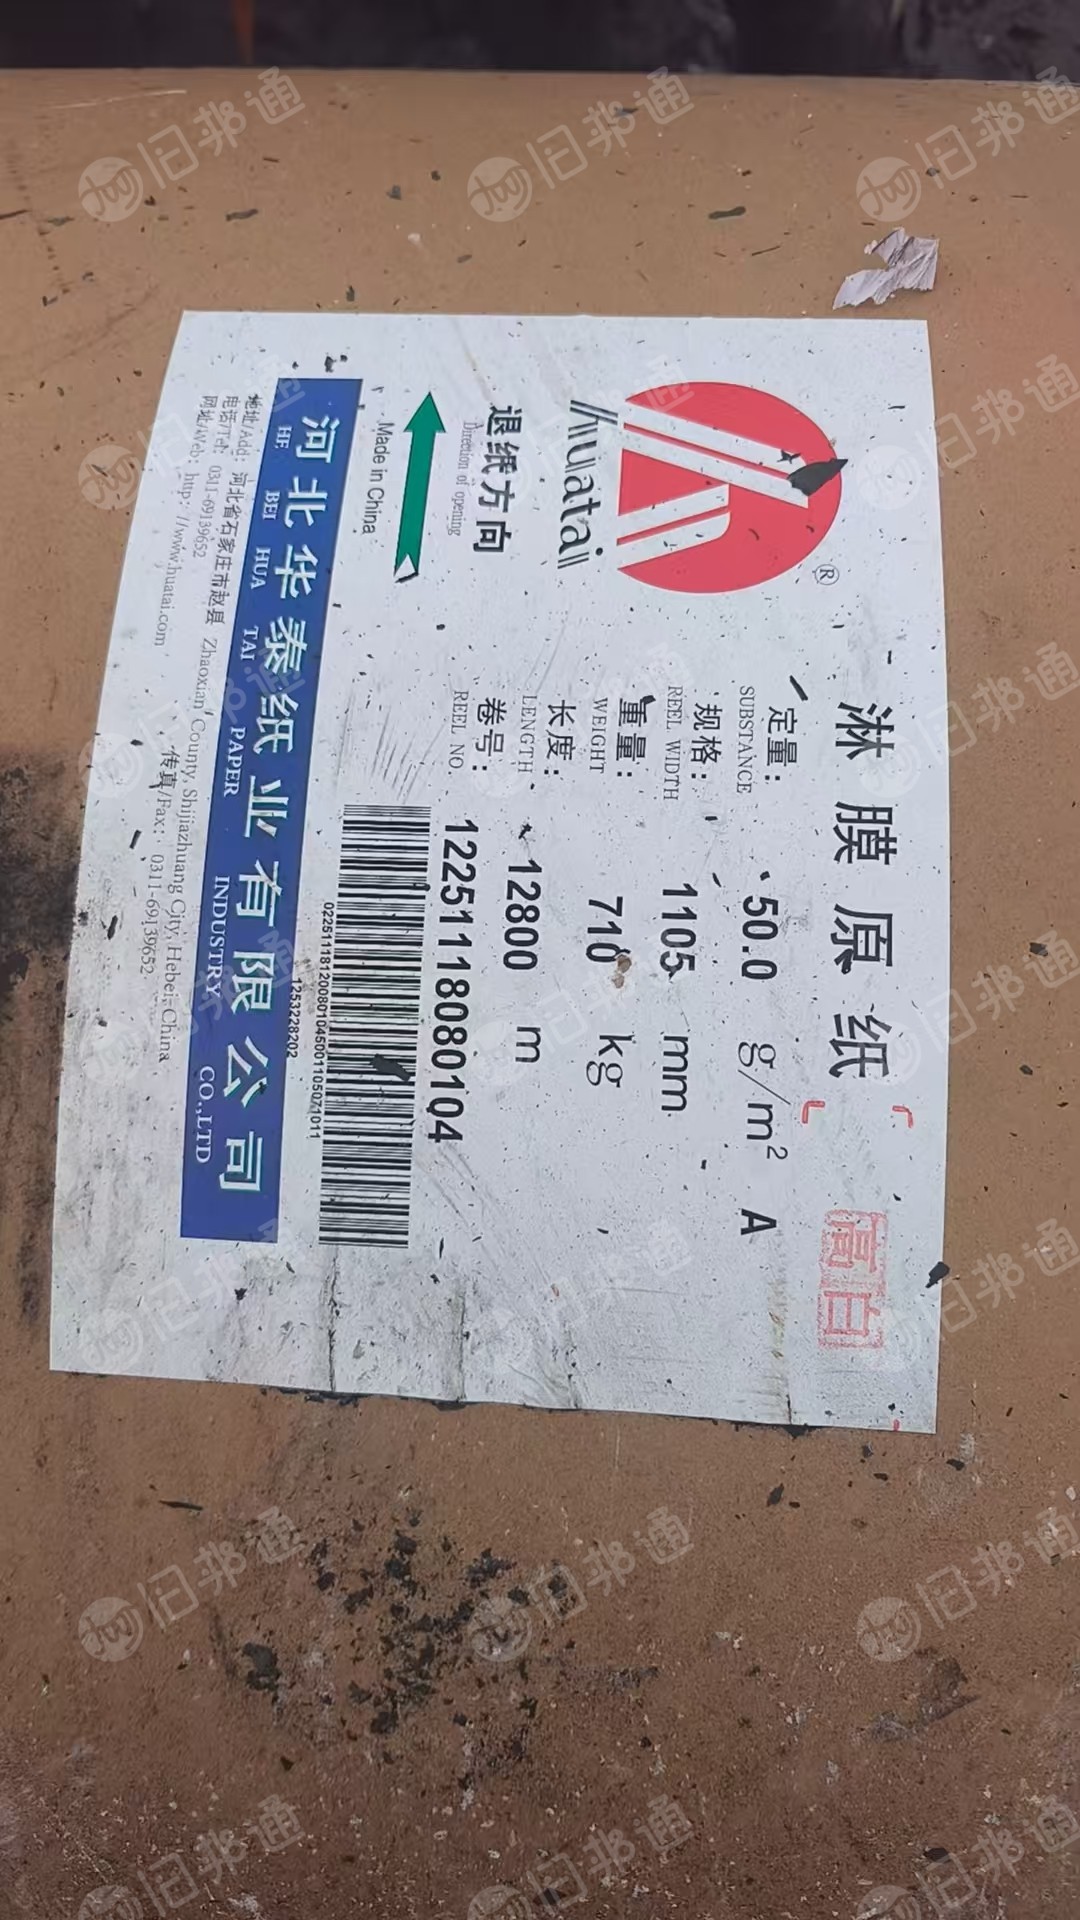 huatai
®
退纸方向
Direction of opening
Made in China
淋膜原纸
高白
定量： 50.0 g/m² A
SUBSTANCE
规格： 1105 mm
REEL WIDTH
重量： 710 kg
WEIGHT
长度： 12800 m
LENGTH
卷号： 12251118080104
REEL NO.
022511181200801045001105071011
1253228202
河北华泰纸业有限公司
HE BEI HUA TAI PAPER INDUSTRY CO.,LTD
地址/Add: 河北省石家庄市赵县 Zhaoxian County, Shijiazhuang City, Hebei, China
电话/Tel: 0311-69139652 传真/Fax: 0311-69139652
网址/Web: http://www.huatai.com
旧邦通